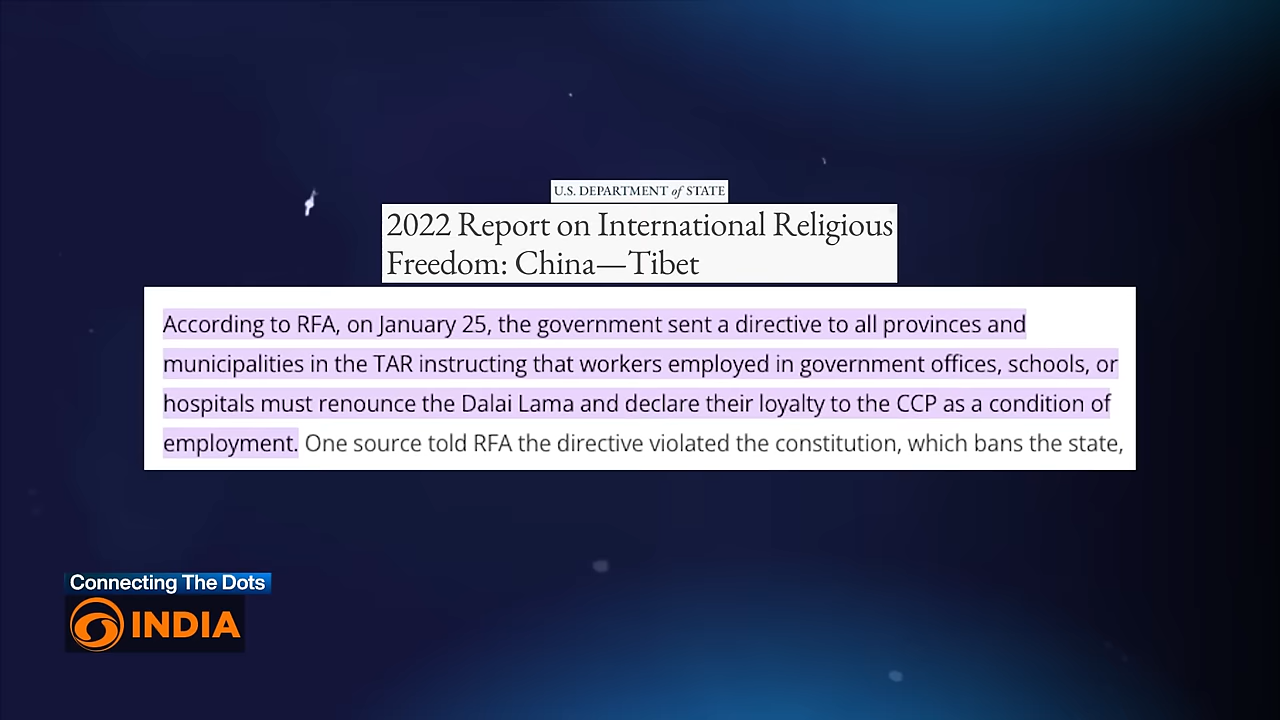 U.S. DEPARTMENT of STATE
2022 Report on International Religious
Freedom: China—Tibet
According to RFA, on January 25, the government sent a directive to all provinces and
municipalities in the TAR instructing that workers employed in government offices, schools, or
hospitals must renounce the Dalai Lama and declare their loyalty to the CCP as a condition of
employment. One source told RFA the directive violated the constitution, which bans the state,
Connecting The Dots
INDIA